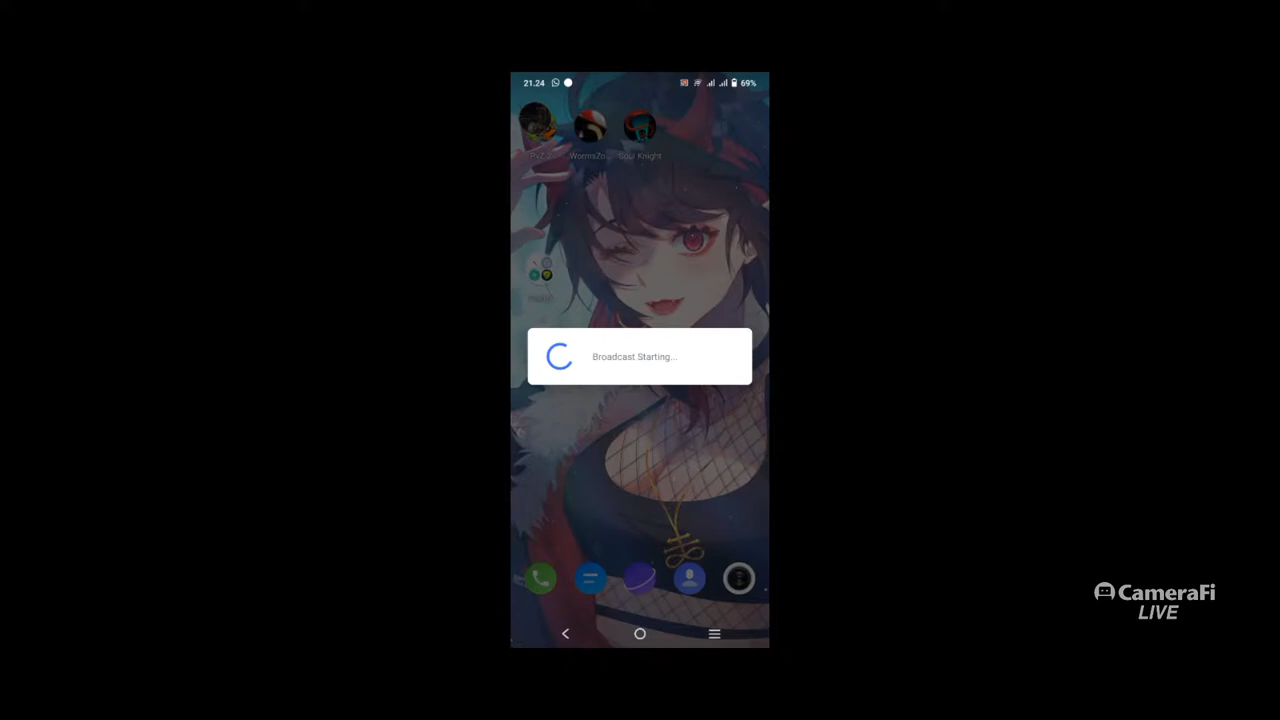 21.24
69%
PvZ
WormsZo...
Soul Knight
Broadcast Starting...
CameraFi
LIVE